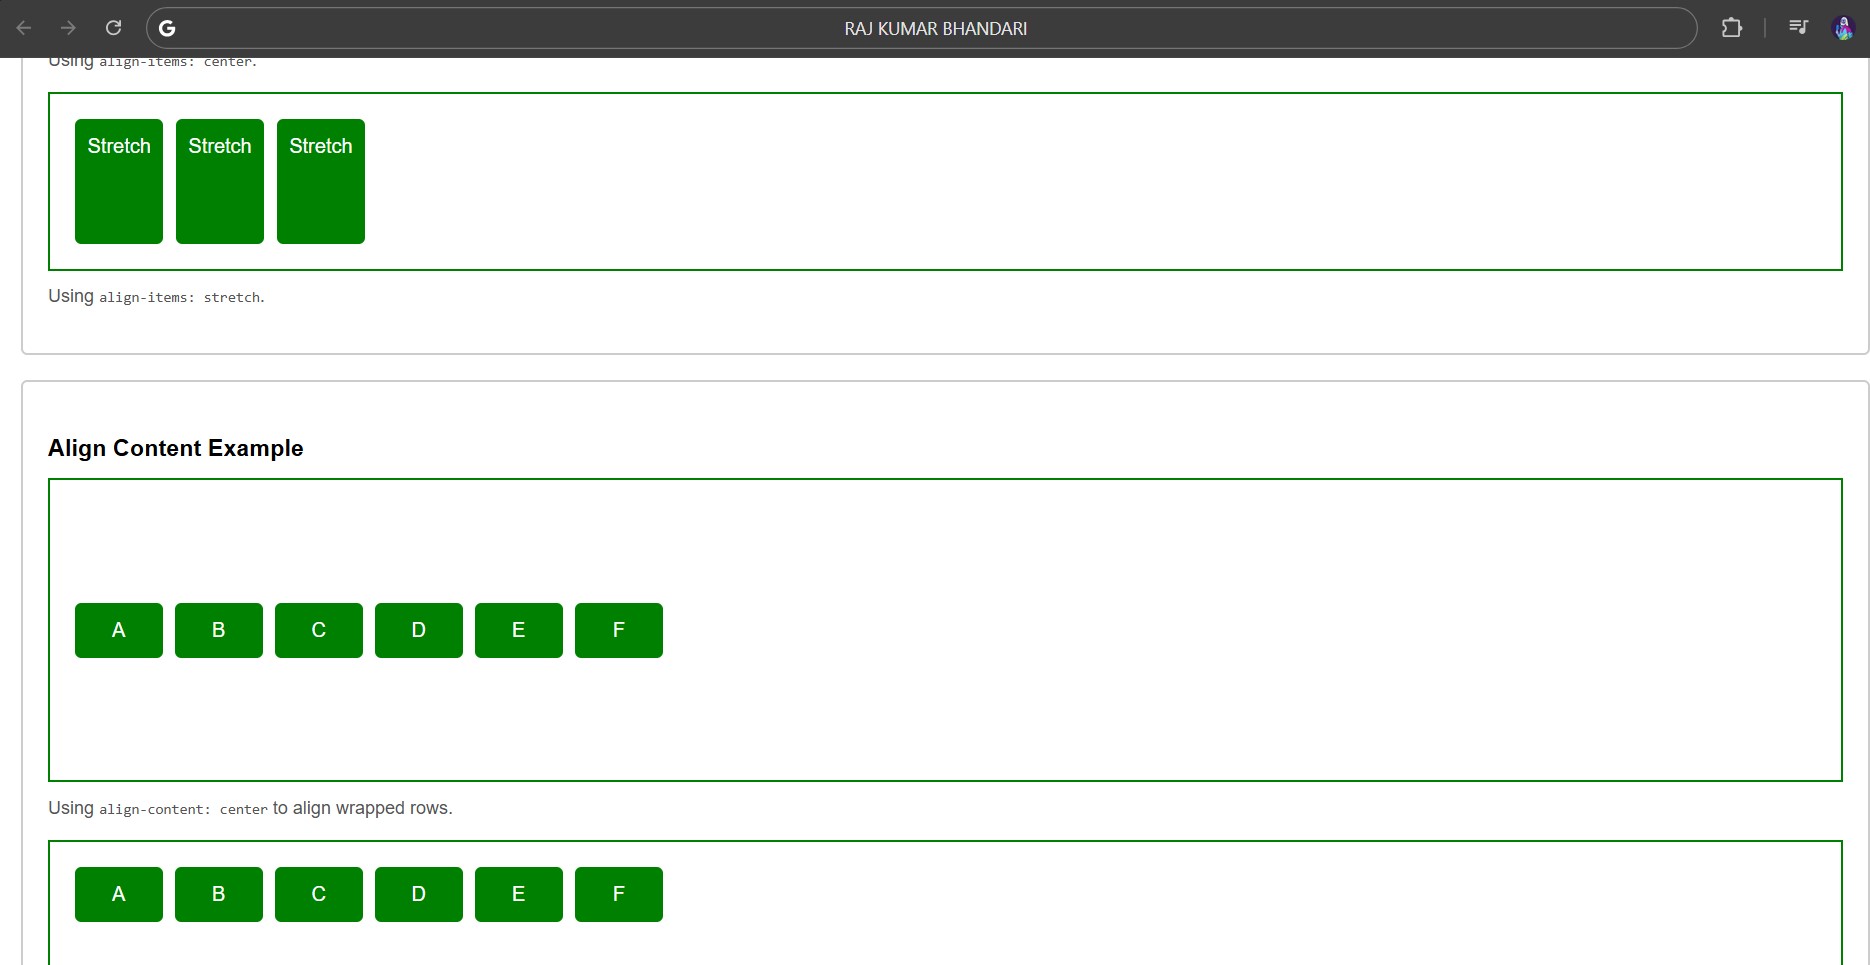 RAJ KUMAR BHANDARI
Using align-items: center.
Stretch Stretch Stretch
Using align-items: stretch.
Align Content Example
A B C D E F
Using align-content: center to align wrapped rows.
A B C D E F